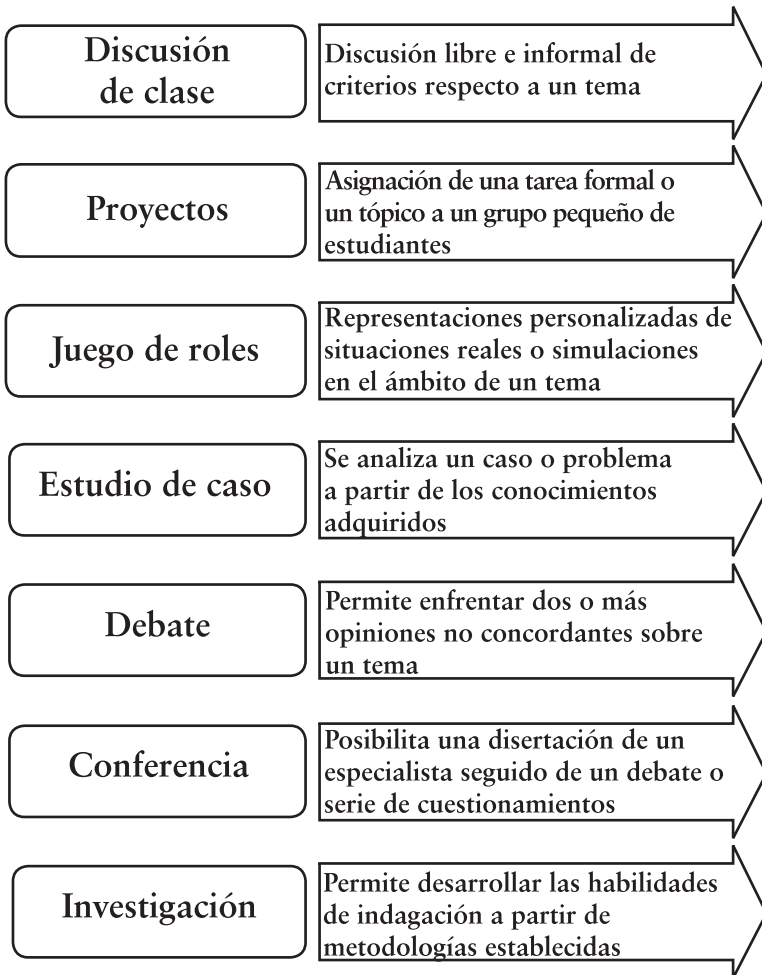 Discusión
de clase
Discusión libre e informal de
criterios respecto a un tema
Proyectos
Asignación de una tarea formal o
un tópico a un grupo pequeño de
estudiantes
Juego de roles
Representaciones personalizadas de
situaciones reales o simulaciones
en el ámbito de un tema
Estudio de caso
Se analiza un caso o problema
a partir de los conocimientos
adquiridos
Debate
Permite enfrentar dos o más
opiniones no concordantes sobre
un tema
Conferencia
Posibilita una disertación de un
especialista seguido de un debate o
serie de cuestionamientos
Investigación
Permite desarrollar las habilidades
de indagación a partir de
metodologías establecidas